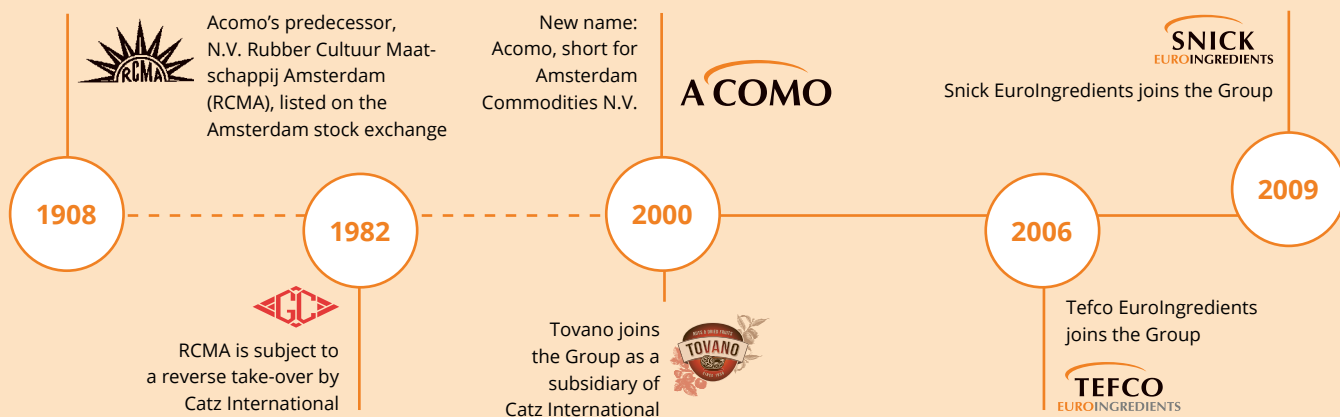 1908
RCMA
Acomo’s predecessor,
N.V. Rubber Cultuur Maat-
schappij Amsterdam
(RCMA), listed on the
Amsterdam stock exchange
1982
GC
RCMA is subject to
a reverse take-over by
Catz International
2000
New name:
Acomo, short for
Amsterdam
Commodities N.V.
ACOMO
Tovano joins
the Group as a
subsidiary of
Catz International
NUTS & DRIED FRUITS
TOVANO
2006
Tefco EuroIngredients
joins the Group
TEFCO
EUROINGREDIENTS
2009
SNICK
EUROINGREDIENTS
Snick EuroIngredients joins the Group